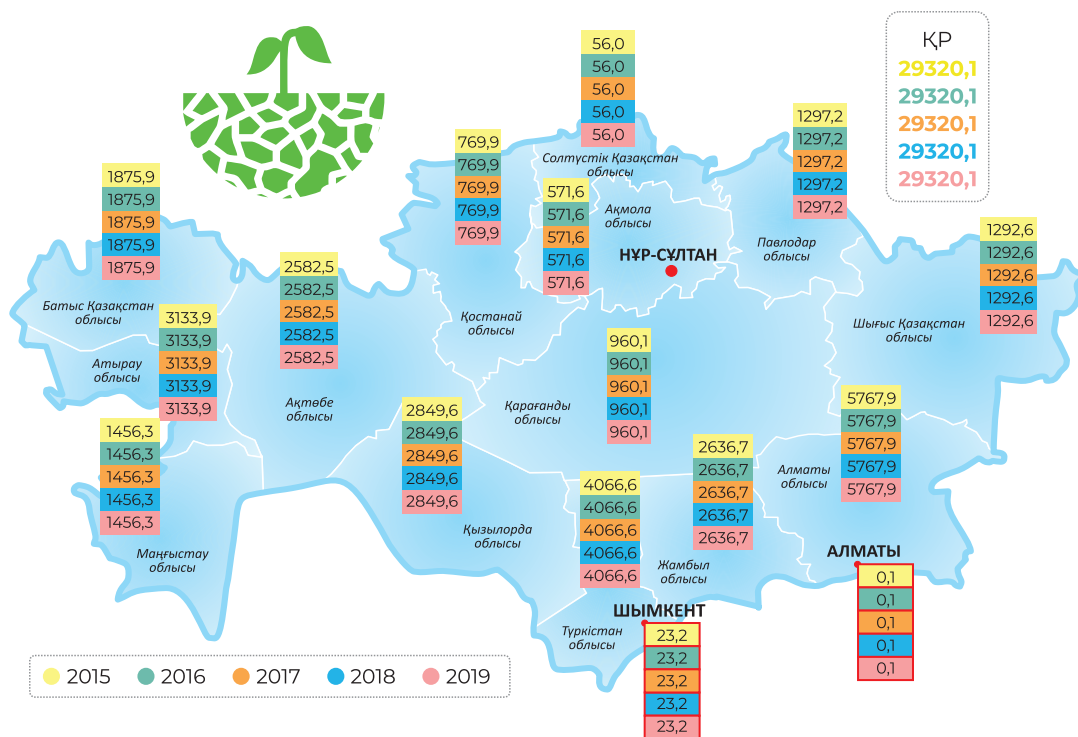 ҚР
29320,1
29320,1
29320,1
29320,1
29320,1
56,0
56,0
56,0
56,0
56,0
Солтүстік Қазақстан
облысы
769,9
769,9
769,9
769,9
769,9
Қостанай
облысы
571,6
571,6
571,6
571,6
571,6
Ақмола
облысы
НҰР-СҰЛТАН
1297,2
1297,2
1297,2
1297,2
1297,2
Павлодар
облысы
1875,9
1875,9
1875,9
1875,9
1875,9
Батыс Қазақстан
облысы
1292,6
1292,6
1292,6
1292,6
1292,6
Шығыс Қазақстан
облысы
2582,5
2582,5
2582,5
2582,5
2582,5
Ақтөбе
облысы
3133,9
3133,9
3133,9
3133,9
3133,9
Атырау
облысы
960,1
960,1
960,1
960,1
960,1
Қарағанды
облысы
1456,3
1456,3
1456,3
1456,3
1456,3
Маңғыстау
облысы
2849,6
2849,6
2849,6
2849,6
2849,6
Қызылорда
облысы
5767,9
5767,9
5767,9
5767,9
5767,9
Алматы
облысы
2636,7
2636,7
2636,7
2636,7
2636,7
Жамбыл
облысы
4066,6
4066,6
4066,6
4066,6
4066,6
Түркістан
облысы
АЛМАТЫ
0,1
0,1
0,1
0,1
0,1
ШЫМКЕНТ
23,2
23,2
23,2
23,2
23,2
2015 2016 2017 2018 2019